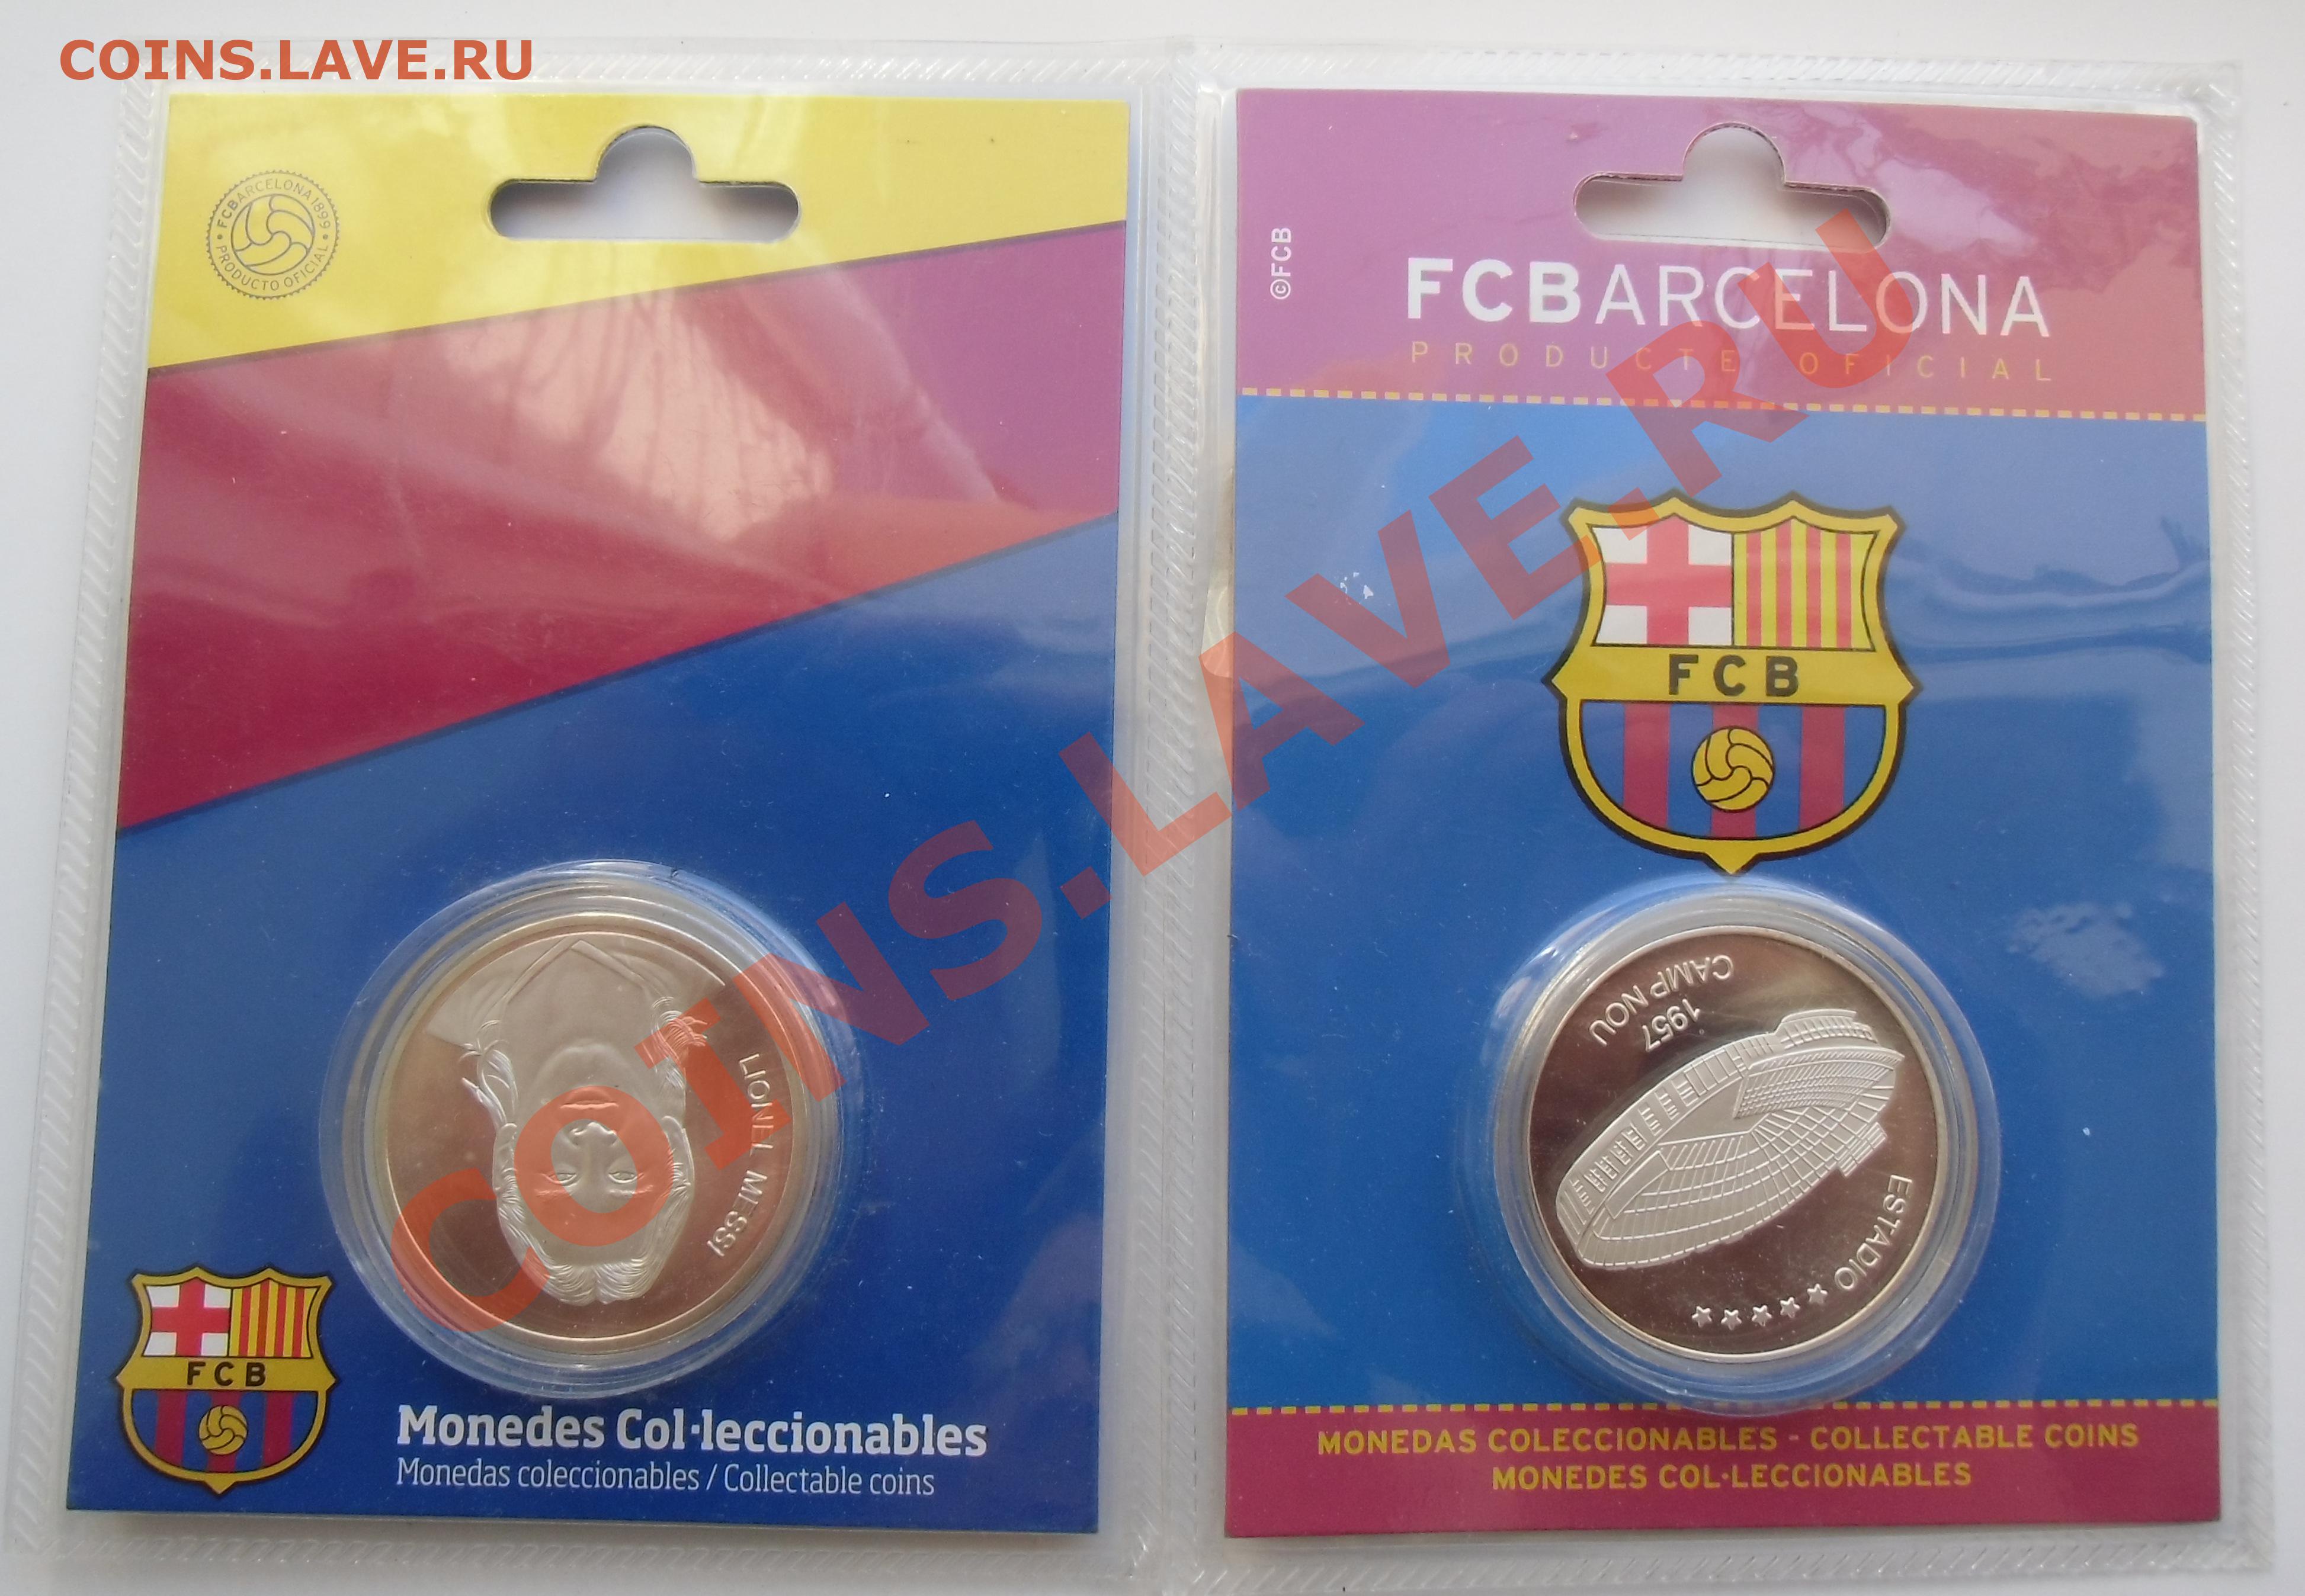 COINS.LAVE.RU
FCBARCELONA 1899
PRODUCTO OFICIAL
LIONEL MESSI
FCB
Monedes Col·leccionables
Monedas coleccionables / Collectable coins
©FCB
FCBARCELONA
PRODUCTE OFICIAL
FCB
CAMP NOU
1957
ESTADIO
MONEDAS COLECCIONABLES - COLLECTABLE COINS
MONEDES COL·LECCIONABLES
COINS.LAVE.RU